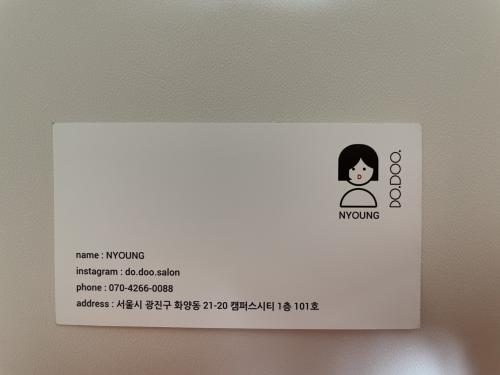 DO.DOO.
NYOUNG
name : NYOUNG
instagram : do.doo.salon
phone : 070-4266-0088
address : 서울시 광진구 화양동 21-20 캠퍼스시티 1층 101호